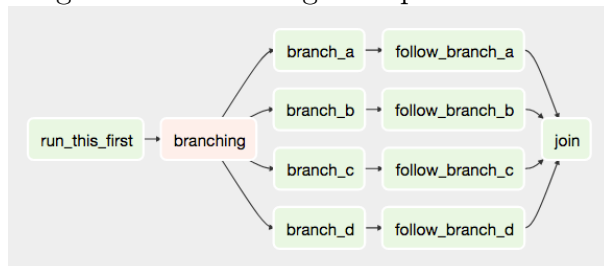 branch_a
follow_branch_a
branch_b
follow_branch_b
run_this_first
branching
join
branch_c
follow_branch_c
branch_d
follow_branch_d